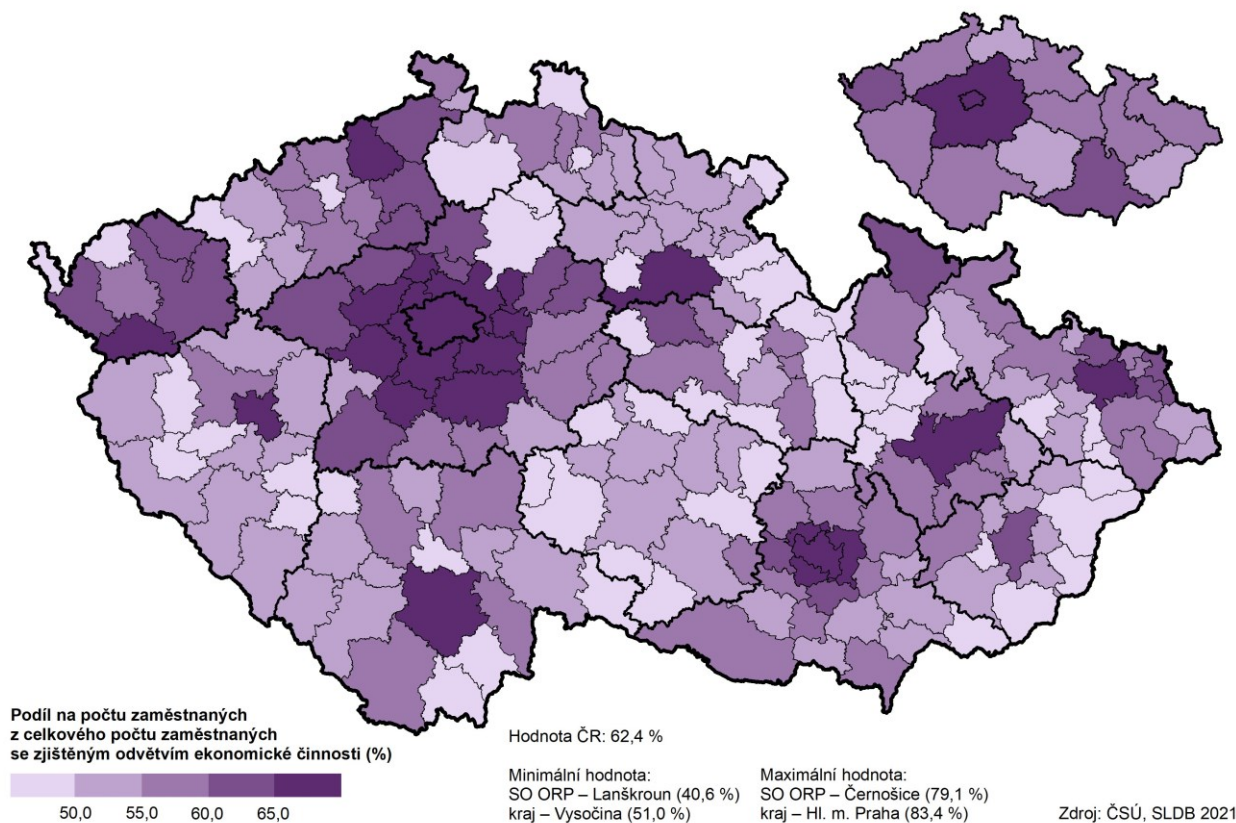 Podíl na počtu zaměstnaných
z celkového počtu zaměstnaných
se zjištěným odvětvím ekonomické činnosti (%)
50,0 55,0 60,0 65,0
Hodnota ČR: 62,4 %
Minimální hodnota:
SO ORP – Lanškroun (40,6 %)
kraj – Vysočina (51,0 %)
Maximální hodnota:
SO ORP – Černošice (79,1 %)
kraj – Hl. m. Praha (83,4 %)
Zdroj: ČSÚ, SLDB 2021